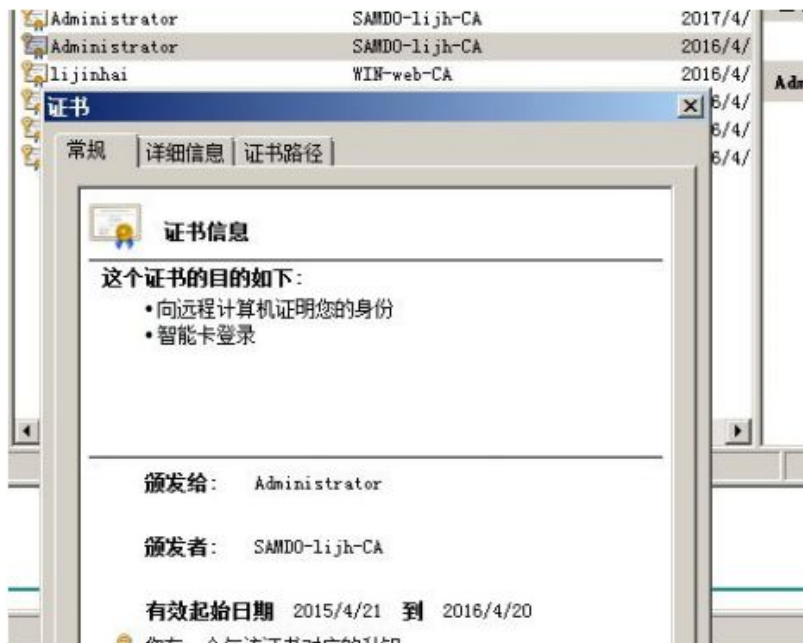 Administrator SAMDO-lijh-CA 2017/4/
Administrator SAMDO-lijh-CA 2016/4/
lijinhai WIN-web-CA 2016/4/
Adm
证书 6/4/
6/4/
常规 详细信息 证书路径 6/4/
证书信息
这个证书的目的如下:
•向远程计算机证明您的身份
•智能卡登录
颁发给: Administrator
颁发者: SAMDO-lijh-CA
有效起始日期 2015/4/21 到 2016/4/20